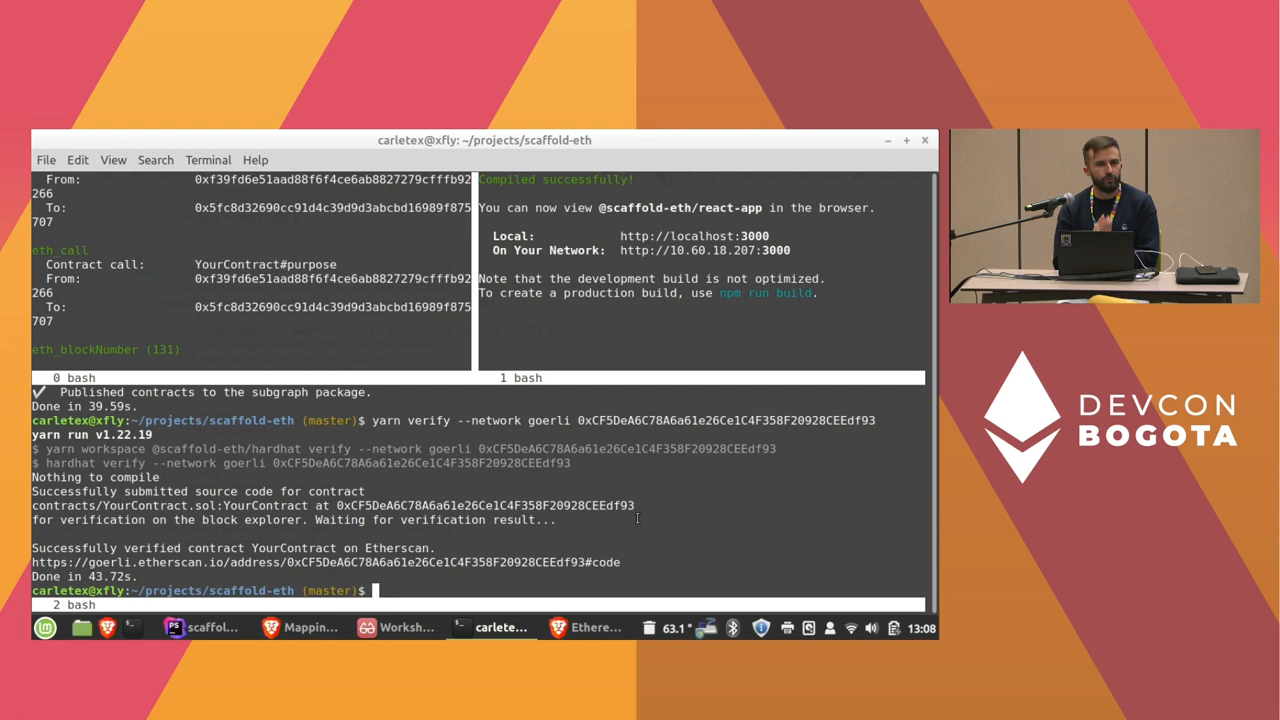 carletex@xfly: ~/projects/scaffold-eth
File Edit View Search Terminal Help
From: 0xf39fd6e51aad88f6f4ce6ab8827279cfffb92
266
To: 0x5fc8d32690cc91d4c39d9d3abcbd16989f875
707
eth_call
Contract call: YourContract#purpose
From: 0xf39fd6e51aad88f6f4ce6ab8827279cfffb92
266
To: 0x5fc8d32690cc91d4c39d9d3abcbd16989f875
707
eth_blockNumber (131)
Compiled successfully!
You can now view @scaffold-eth/react-app in the browser.
Local: http://localhost:3000
On Your Network: http://10.60.18.207:3000
Note that the development build is not optimized.
To create a production build, use npm run build.
0 bash
1 bash
✔ Published contracts to the subgraph package.
Done in 39.59s.
carletex@xfly:~/projects/scaffold-eth (master)$ yarn verify --network goerli 0xCF5DeA6C78A6a61e26Ce1C4F358F20928CEEdf93
yarn run v1.22.19
$ yarn workspace @scaffold-eth/hardhat verify --network goerli 0xCF5DeA6C78A6a61e26Ce1C4F358F20928CEEdf93
$ hardhat verify --network goerli 0xCF5DeA6C78A6a61e26Ce1C4F358F20928CEEdf93
Nothing to compile
Successfully submitted source code for contract
contracts/YourContract.sol:YourContract at 0xCF5DeA6C78A6a61e26Ce1C4F358F20928CEEdf93
for verification on the block explorer. Waiting for verification result...
Successfully verified contract YourContract on Etherscan.
https://goerli.etherscan.io/address/0xCF5DeA6C78A6a61e26Ce1C4F358F20928CEEdf93#code
Done in 43.72s.
carletex@xfly:~/projects/scaffold-eth (master)$
2 bash
scaffol... Mappin... Worksh... carlete... Ethere... 63.1° 13:08
DEVCON
BOGOTA